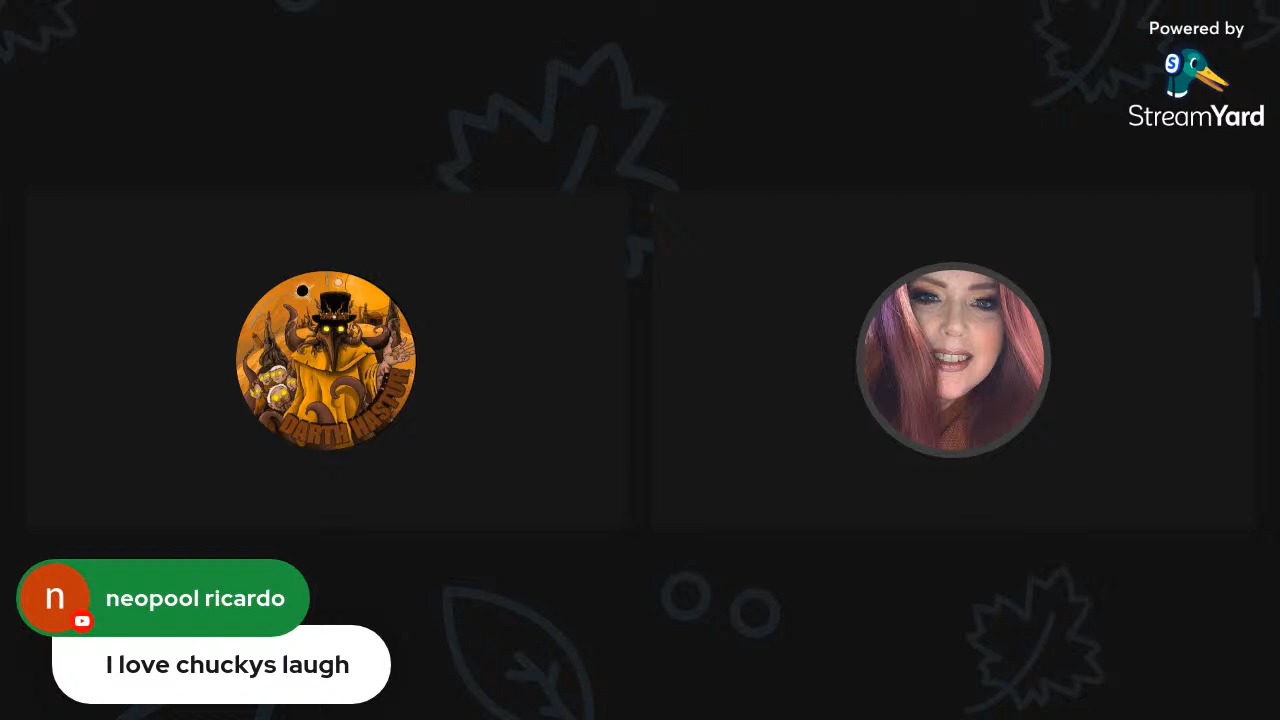 Powered by
S
StreamYard
DARTH HASTUR
n
neopool ricardo
I love chuckys laugh